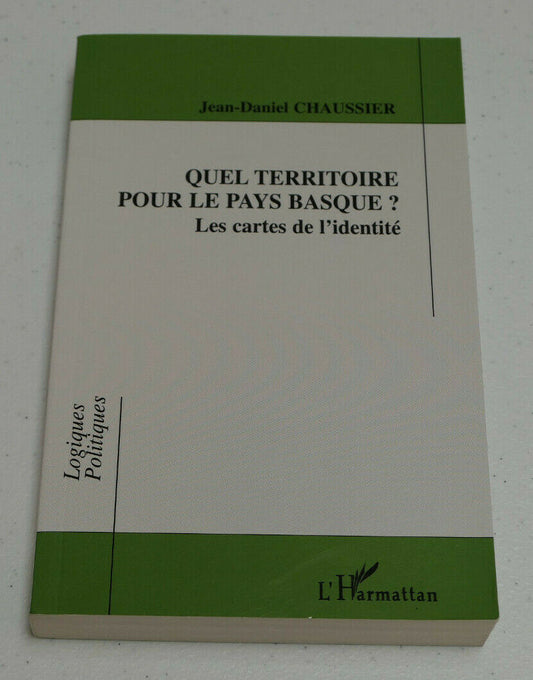 Jean-Daniel CHAUSSIER
QUEL TERRITOIRE
POUR LE PAYS BASQUE ?
Les cartes de l'identité
Logiques
Politiques
L'Harmattan